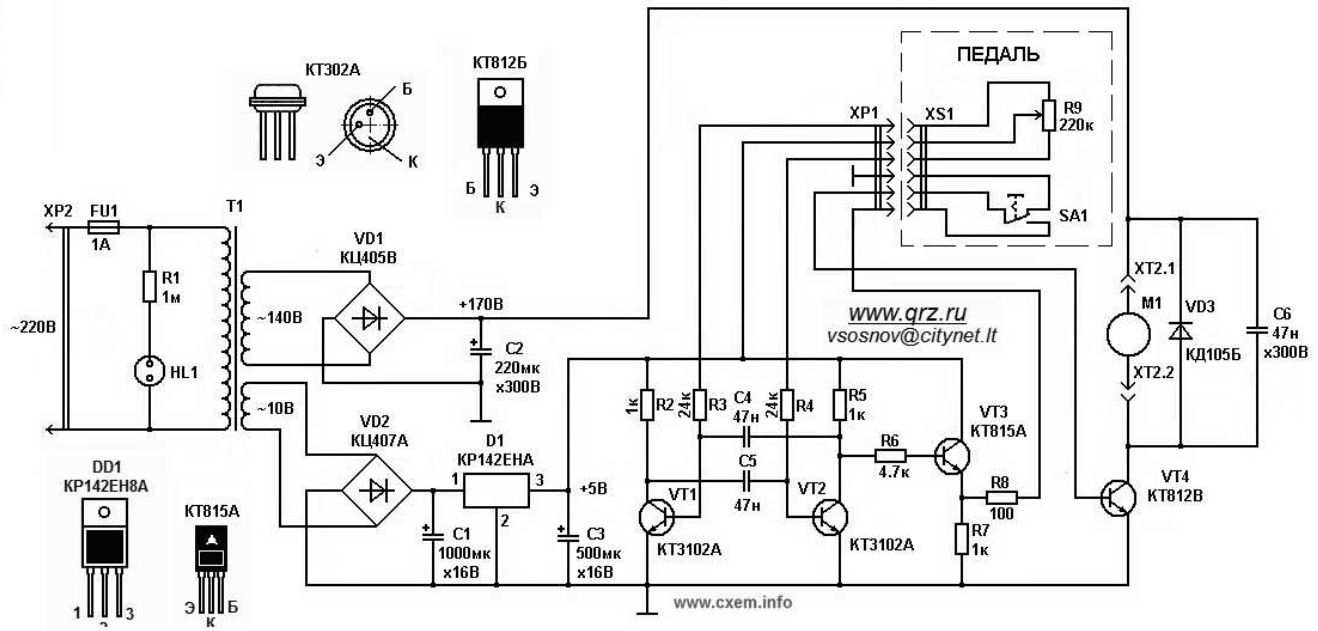 КТ302А
Б
Э
К
КТ812Б
Б
К
Э
ПЕДАЛЬ
XP1
XS1
R9
220к
SA1
XP2
FU1
1А
T1
R1
1м
~220В
HL1
VD1
КЦ405В
~140В
+170В
C2
220мк
х300В
~10В
VD2
КЦ407А
D1
КР142ЕНА
1
3
2
+5В
C1
1000мк
х16В
C3
500мк
х16В
1к
R2
24к
R3
C4
47н
24к
R4
R5
1к
C5
47н
VT1
КТ3102А
VT2
КТ3102А
R6
4.7к
VT3
КТ815А
R8
100
R7
1к
www.qrz.ru
vsosnov@citynet.lt
XT2.1
M1
XT2.2
VD3
КД105Б
C6
47н
х300В
VT4
КТ812В
DD1
КР142ЕН8А
1
3
КТ815А
Э
Б
К
www.cxem.info